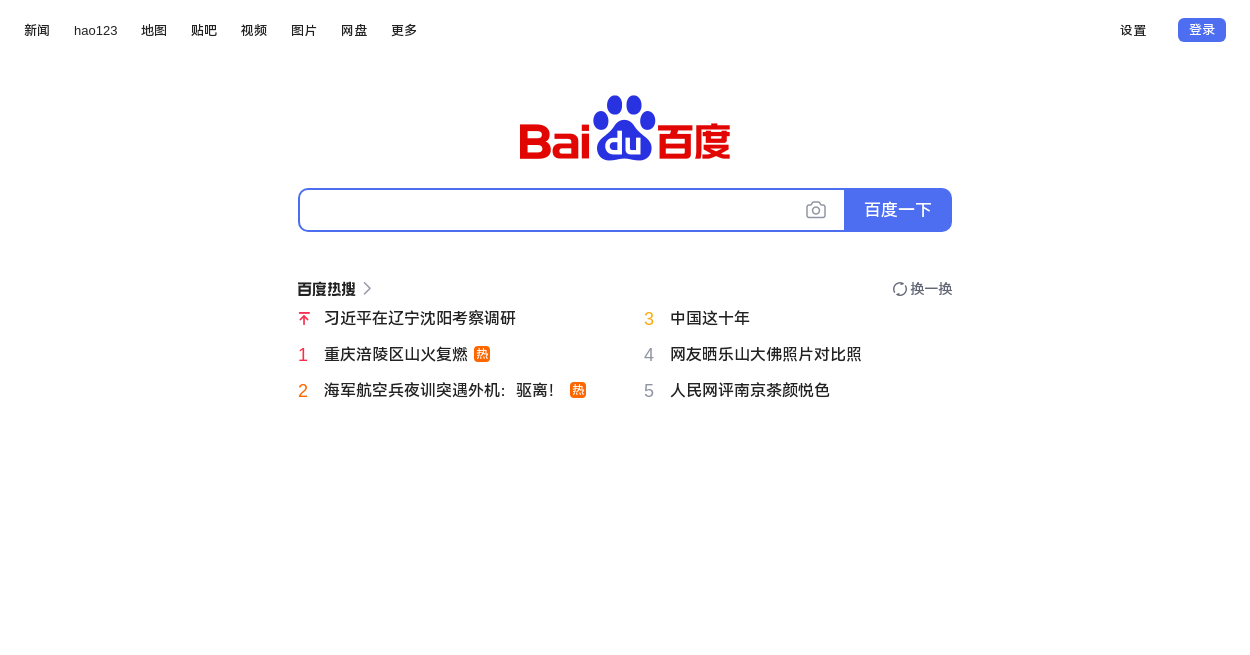 新闻 hao123 地图 贴吧 视频 图片 网盘 更多 设置 登录
Bai du 百度
百度一下
百度热搜 换一换
习近平在辽宁沈阳考察调研
1 重庆涪陵区山火复燃 热
2 海军航空兵夜训突遇外机：驱离！ 热
3 中国这十年
4 网友晒乐山大佛照片对比照
5 人民网评南京茶颜悦色